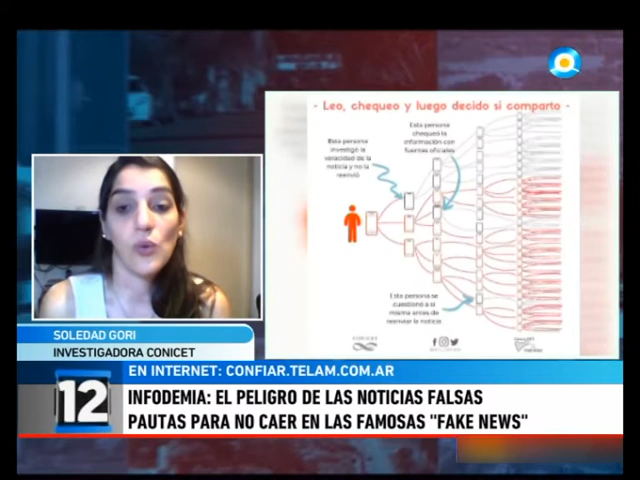 - Leo, chequeo y luego decido si comparto -
Esta persona
chequeó la
información con
fuentes oficiales
Esta persona
investigó la
veracidad de la
noticia y no la
reenvió
Esta persona se
cuestionó a sí
misma antes de
reenviar la noticia
CONICET
SOLEDAD GORI
INVESTIGADORA CONICET
EN INTERNET: CONFIAR.TELAM.COM.AR
12
INFODEMIA: EL PELIGRO DE LAS NOTICIAS FALSAS
PAUTAS PARA NO CAER EN LAS FAMOSAS "FAKE NEWS"